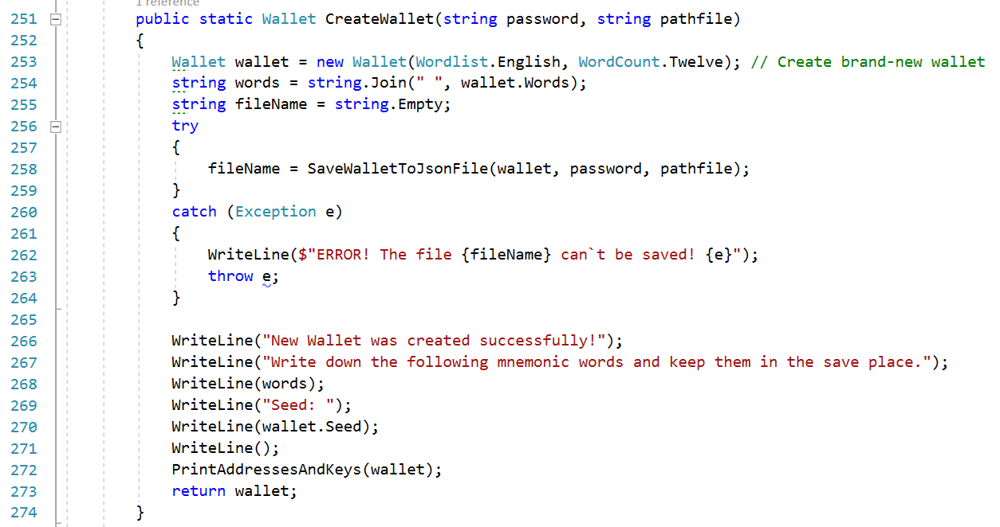 1 reference
251 public static Wallet CreateWallet(string password, string pathfile)
252 {
253 Wallet wallet = new Wallet(Wordlist.English, WordCount.Twelve); // Create brand-new wallet
254 string words = string.Join(" ", wallet.Words);
255 string fileName = string.Empty;
256 try
257 {
258 fileName = SaveWalletToJsonFile(wallet, password, pathfile);
259 }
260 catch (Exception e)
261 {
262 WriteLine($"ERROR! The file {fileName} can`t be saved! {e}");
263 throw e;
264 }
265
266 WriteLine("New Wallet was created successfully!");
267 WriteLine("Write down the following mnemonic words and keep them in the save place.");
268 WriteLine(words);
269 WriteLine("Seed: ");
270 WriteLine(wallet.Seed);
271 WriteLine();
272 PrintAddressesAndKeys(wallet);
273 return wallet;
274 }